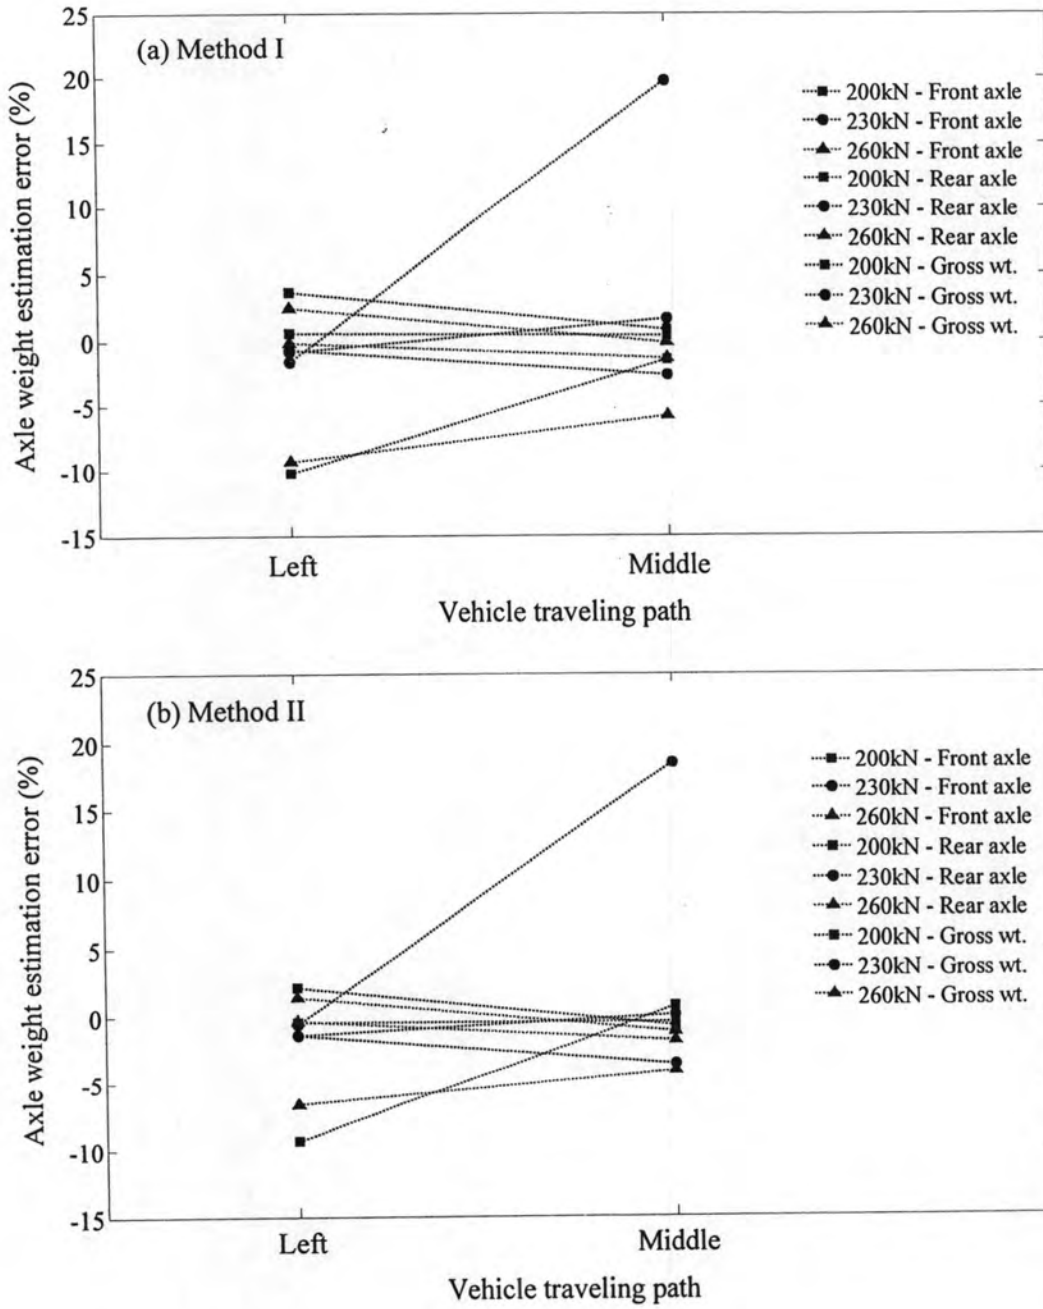 (a) Method I
Axle weight estimation error (%)
25
20
15
10
5
0
-5
-10
-15
200kN - Front axle
230kN - Front axle
260kN - Front axle
200kN - Rear axle
230kN - Rear axle
260kN - Rear axle
200kN - Gross wt.
230kN - Gross wt.
260kN - Gross wt.
Left Middle
Vehicle traveling path
(b) Method II
Axle weight estimation error (%)
25
20
15
10
5
0
-5
-10
-15
200kN - Front axle
230kN - Front axle
260kN - Front axle
200kN - Rear axle
230kN - Rear axle
260kN - Rear axle
200kN - Gross wt.
230kN - Gross wt.
260kN - Gross wt.
Left Middle
Vehicle traveling path